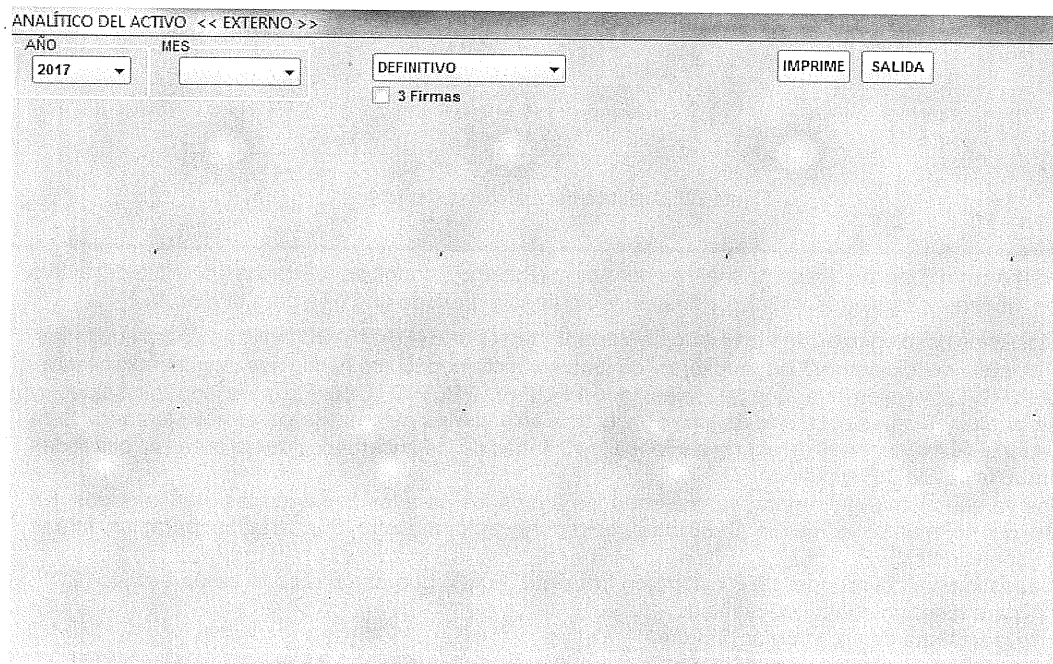 ANALÍTICO DEL ACTIVO << EXTERNO >>
AÑO MES
2017 DEFINITIVO IMPRIME SALIDA
3 Firmas